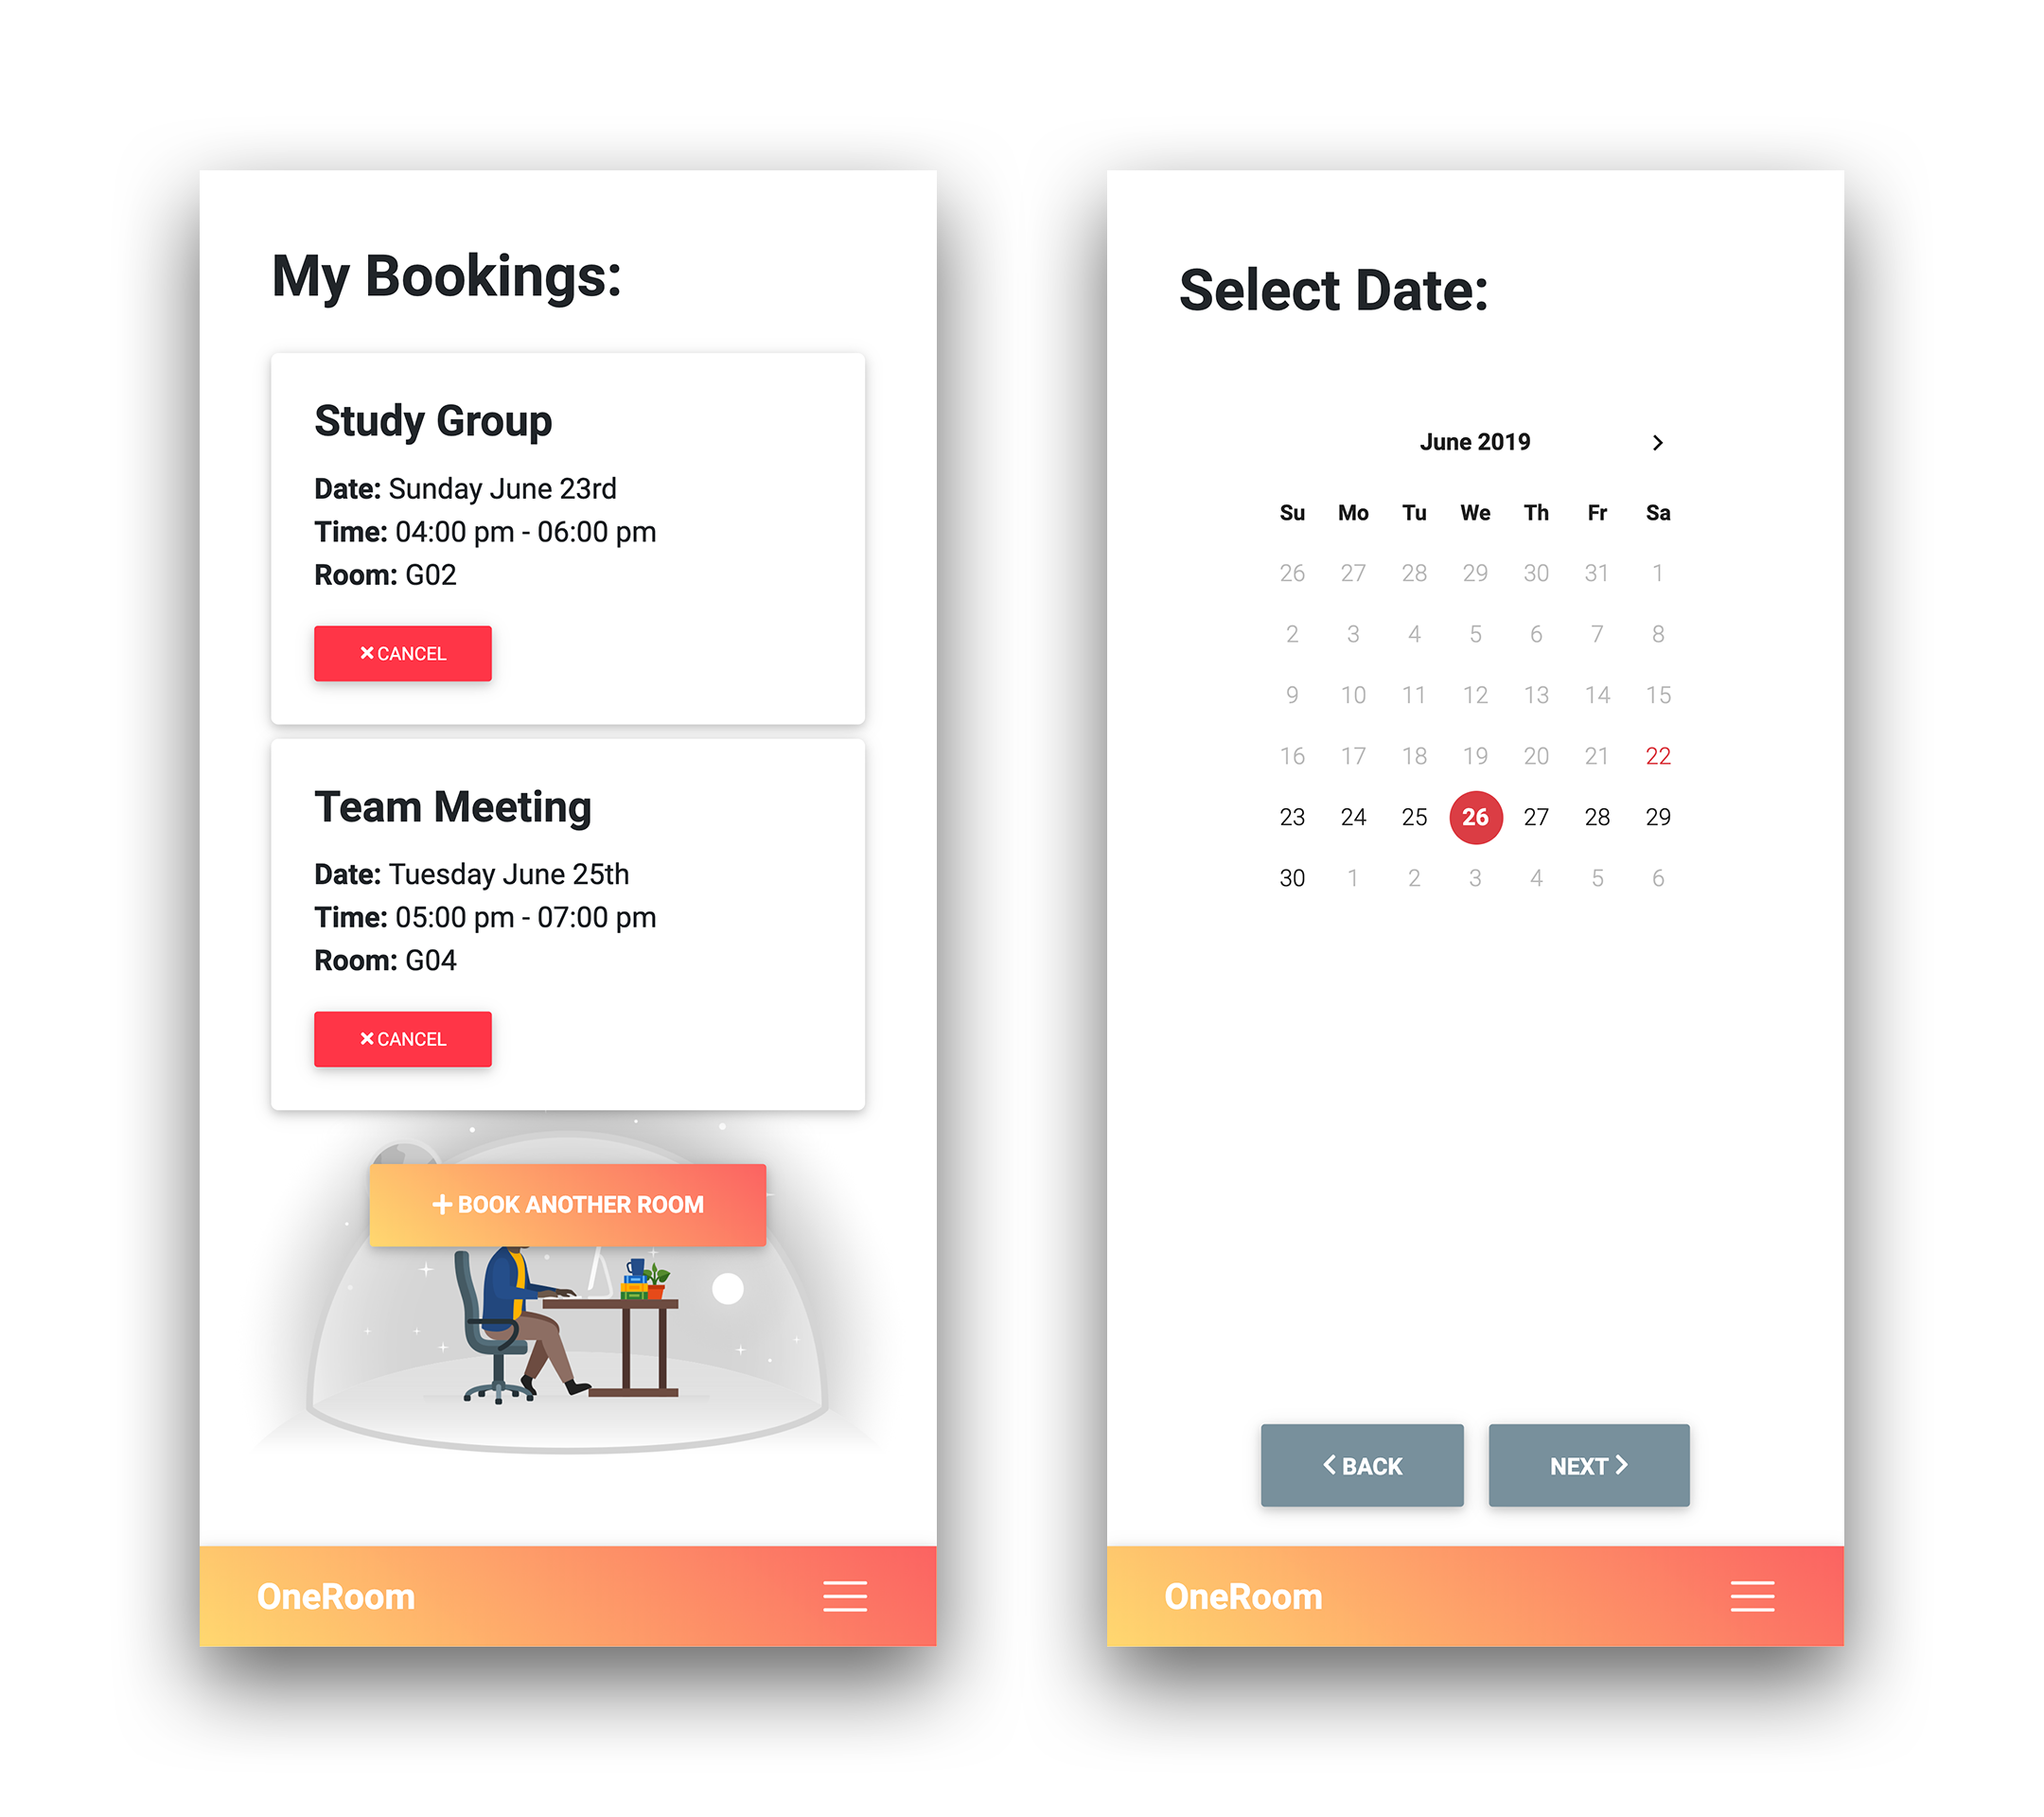 My Bookings:
Study Group
Date: Sunday June 23rd
Time: 04:00 pm - 06:00 pm
Room: G02
CANCEL
Team Meeting
Date: Tuesday June 25th
Time: 05:00 pm - 07:00 pm
Room: G04
CANCEL
BOOK ANOTHER ROOM
OneRoom
Select Date:
June 2019
Su Mo Tu We Th Fr Sa
26 27 28 29 30 31 1
2 3 4 5 6 7 8
9 10 11 12 13 14 15
16 17 18 19 20 21 22
23 24 25 26 27 28 29
30 1 2 3 4 5 6
BACK NEXT
OneRoom